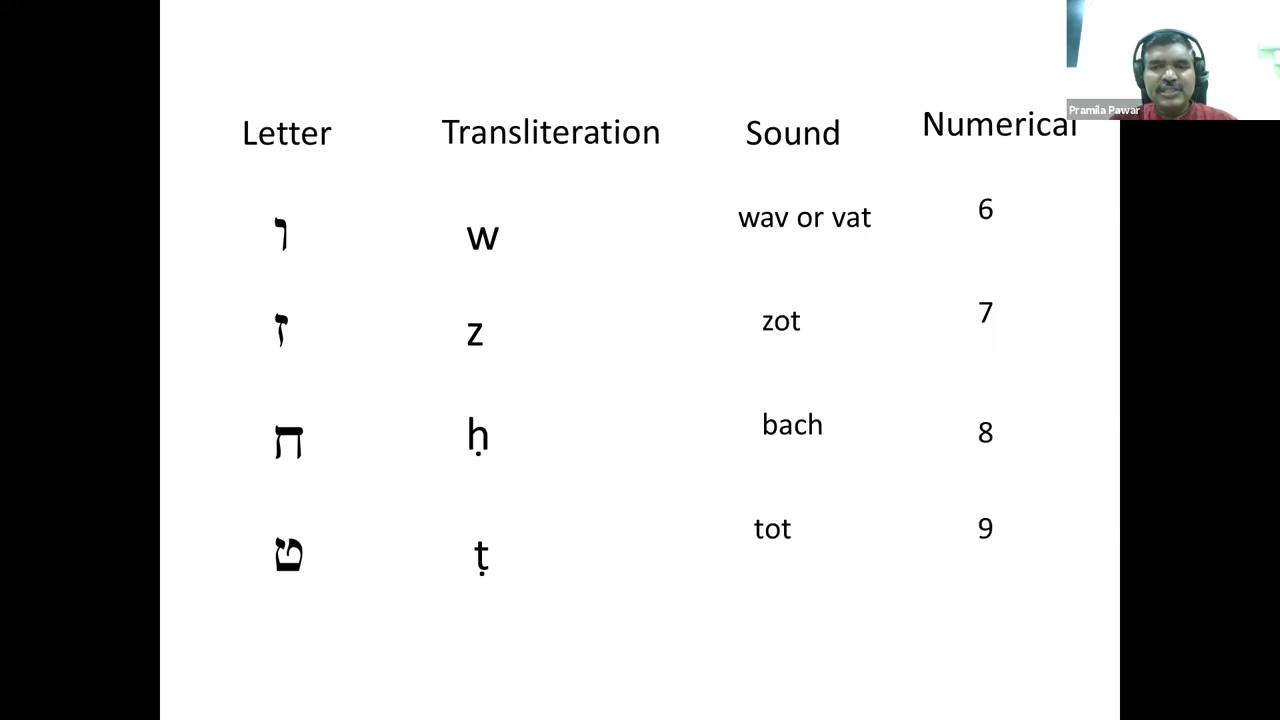 Pramila Pawar
Letter Transliteration Sound Numerical
ו w wav or vat 6
ז z zot 7
ח ḥ bach 8
ט ṭ tot 9